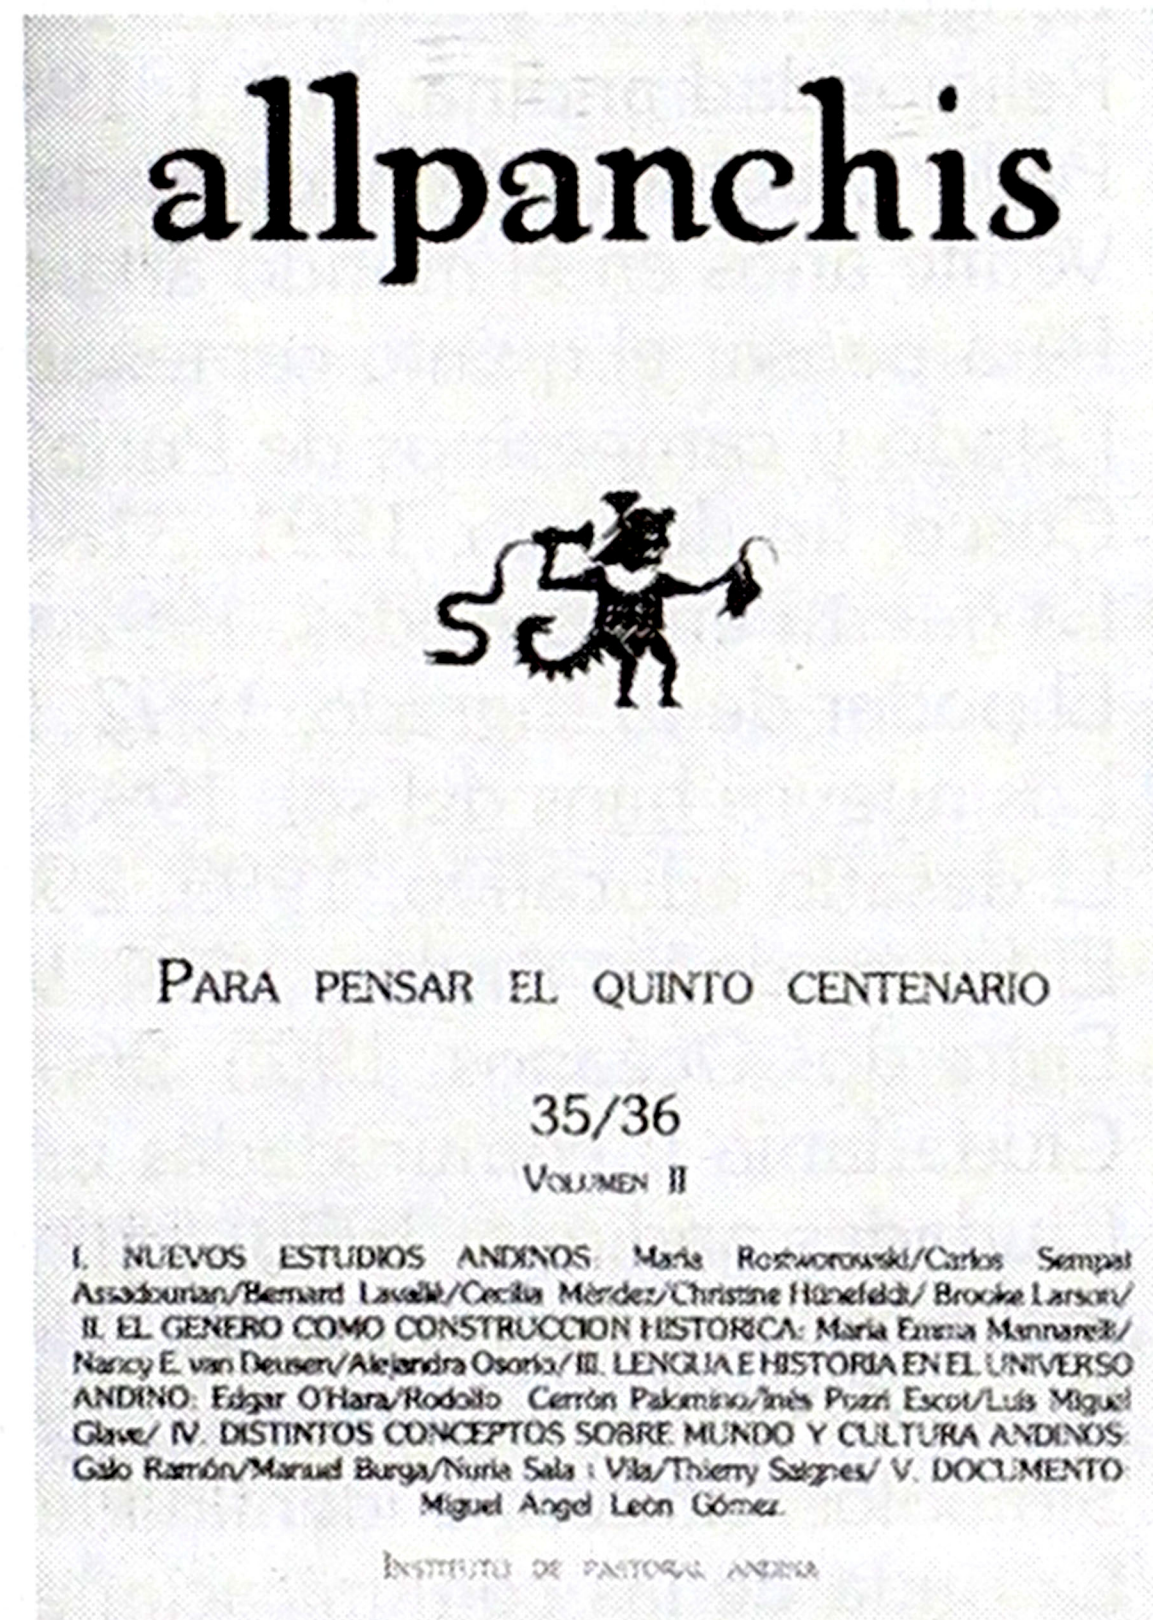 allpanchis
PARA PENSAR EL QUINTO CENTENARIO
35/36
VOLUMEN II
I. NUEVOS ESTUDIOS ANDINOS: María Rostworowski/Carlos Sempat
Assadourian/Bernard Lavallé/Cecilia Méndez/Christine Hünefeldt/ Brooke Larson/
II. EL GENERO COMO CONSTRUCCION HISTORICA: María Emma Mannarelli/
Nancy E. van Deusen/Alejandra Osorio/ III. LENGUA E HISTORIA EN EL UNIVERSO
ANDINO: Edgar O'Hara/Rodolfo Cerrón Palomino/Inés Pozzi Escot/Luis Miguel
Glave/ IV. DISTINTOS CONCEPTOS SOBRE MUNDO Y CULTURA ANDINOS:
Galo Ramón/Manuel Burga/Nuria Sala i Vila/Thierry Saignes/ V. DOCUMENTO
Miguel Angel León Gómez.
INSTITUTO DE PASTORAL ANDINA